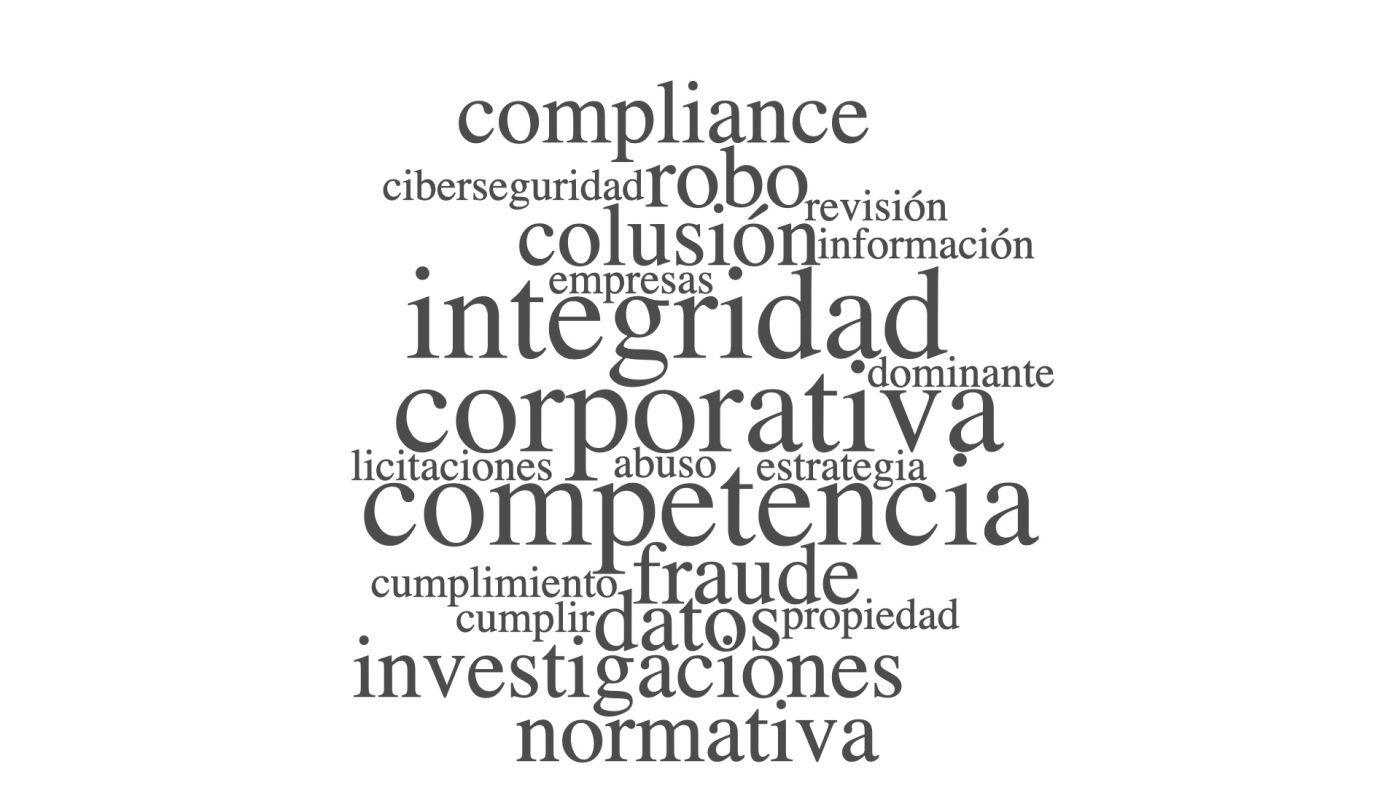 compliance
ciberseguridad robo
revisión
colusión información
empresas
integridad
dominante
corporativa
licitaciones abuso estrategia
competencia
fraude
cumplimiento
cumplir datos propiedad
investigaciones
normativa